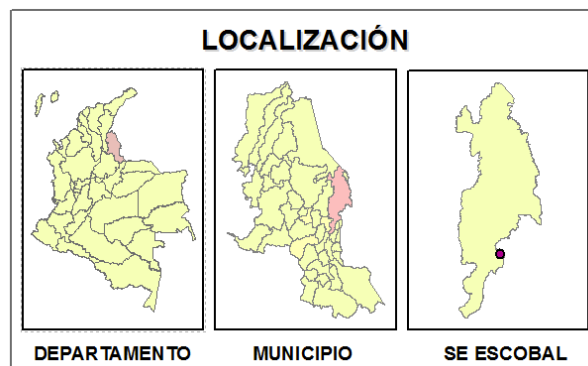 LOCALIZACIÓN
DEPARTAMENTO
MUNICIPIO
SE ESCOBAL